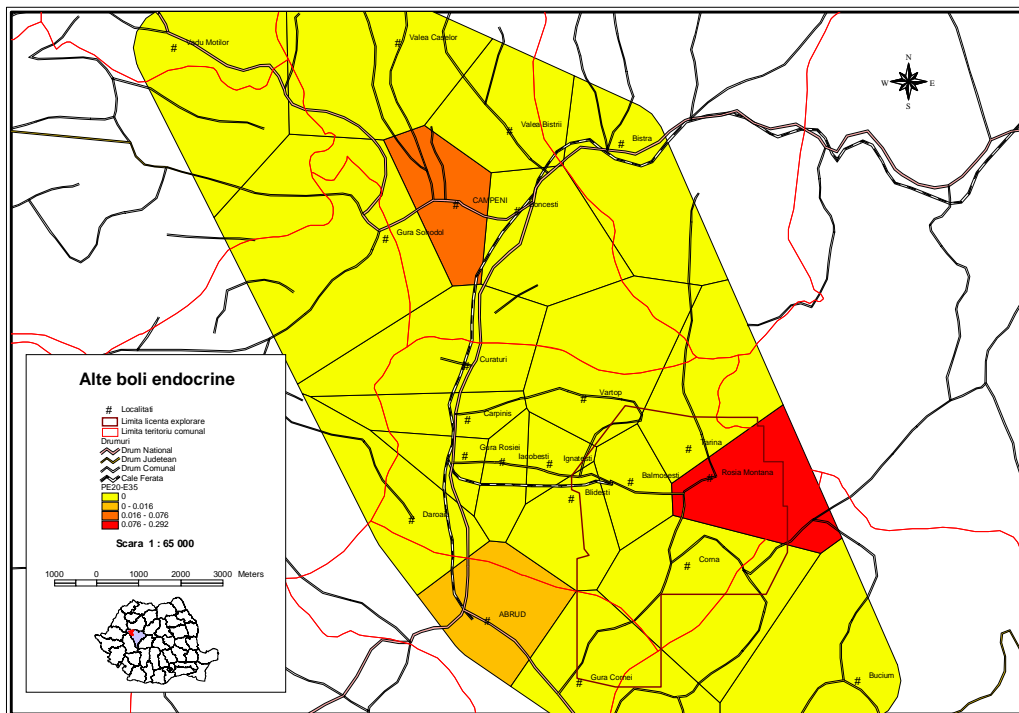 Vadu Motilor
Valea Caselor
N
W
E
S
Valea Bistrii
Bistra
CAMPENI
Boncesti
Gura Sohodol
Curaturi
Vartop
Carpinis
Tarina
Gura Rosiei
Iacobesti
Ignatesti
Rosia Montana
Balmosesti
Blidesti
Daroaia
Corna
ABRUD
Gura Cornei
Bucium
Alte boli endocrine
# Localitati
Limita licenta explorare
Limita teritoriu comunal
Drumuri
Drum National
Drum Judetean
Drum Comunal
Cale Ferata
PE20-E35
0
0 - 0.016
0.016 - 0.076
0.076 - 0.292
Scara 1 : 65 000
1000 0 1000 2000 3000 Meters